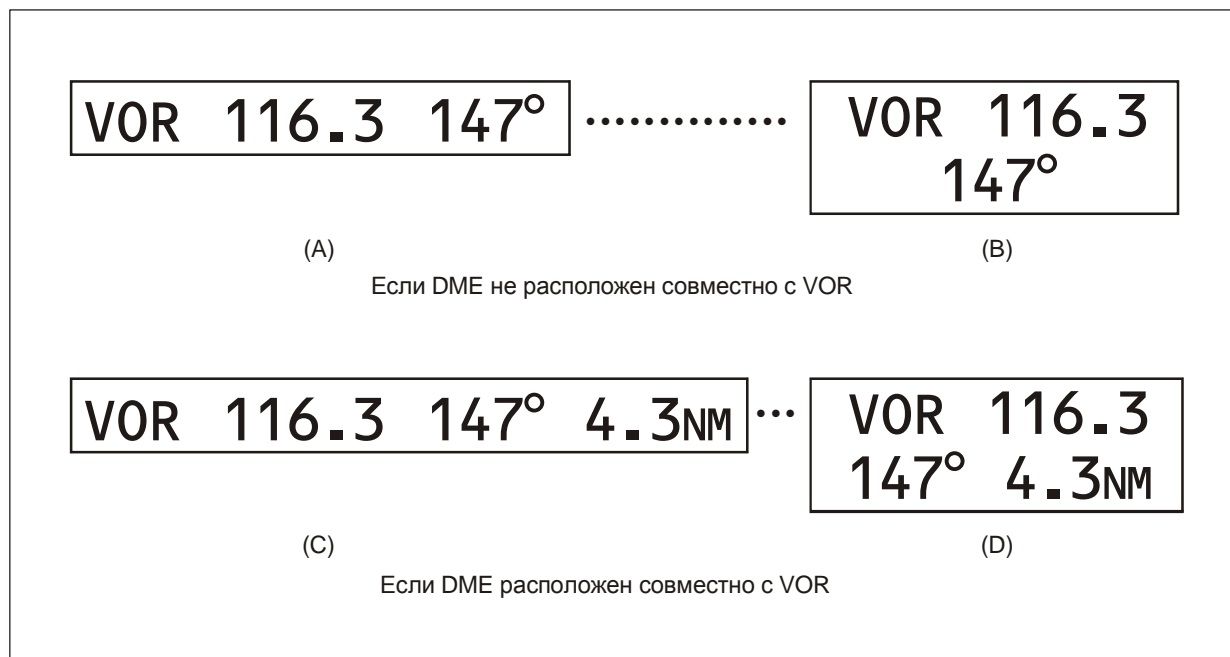 VOR 116.3 147°
VOR 116.3
147°
(A)
(B)
Если DME не расположен совместно с VOR
VOR 116.3 147° 4.3NM
VOR 116.3
147° 4.3NM
(C)
(D)
Если DME расположен совместно с VOR